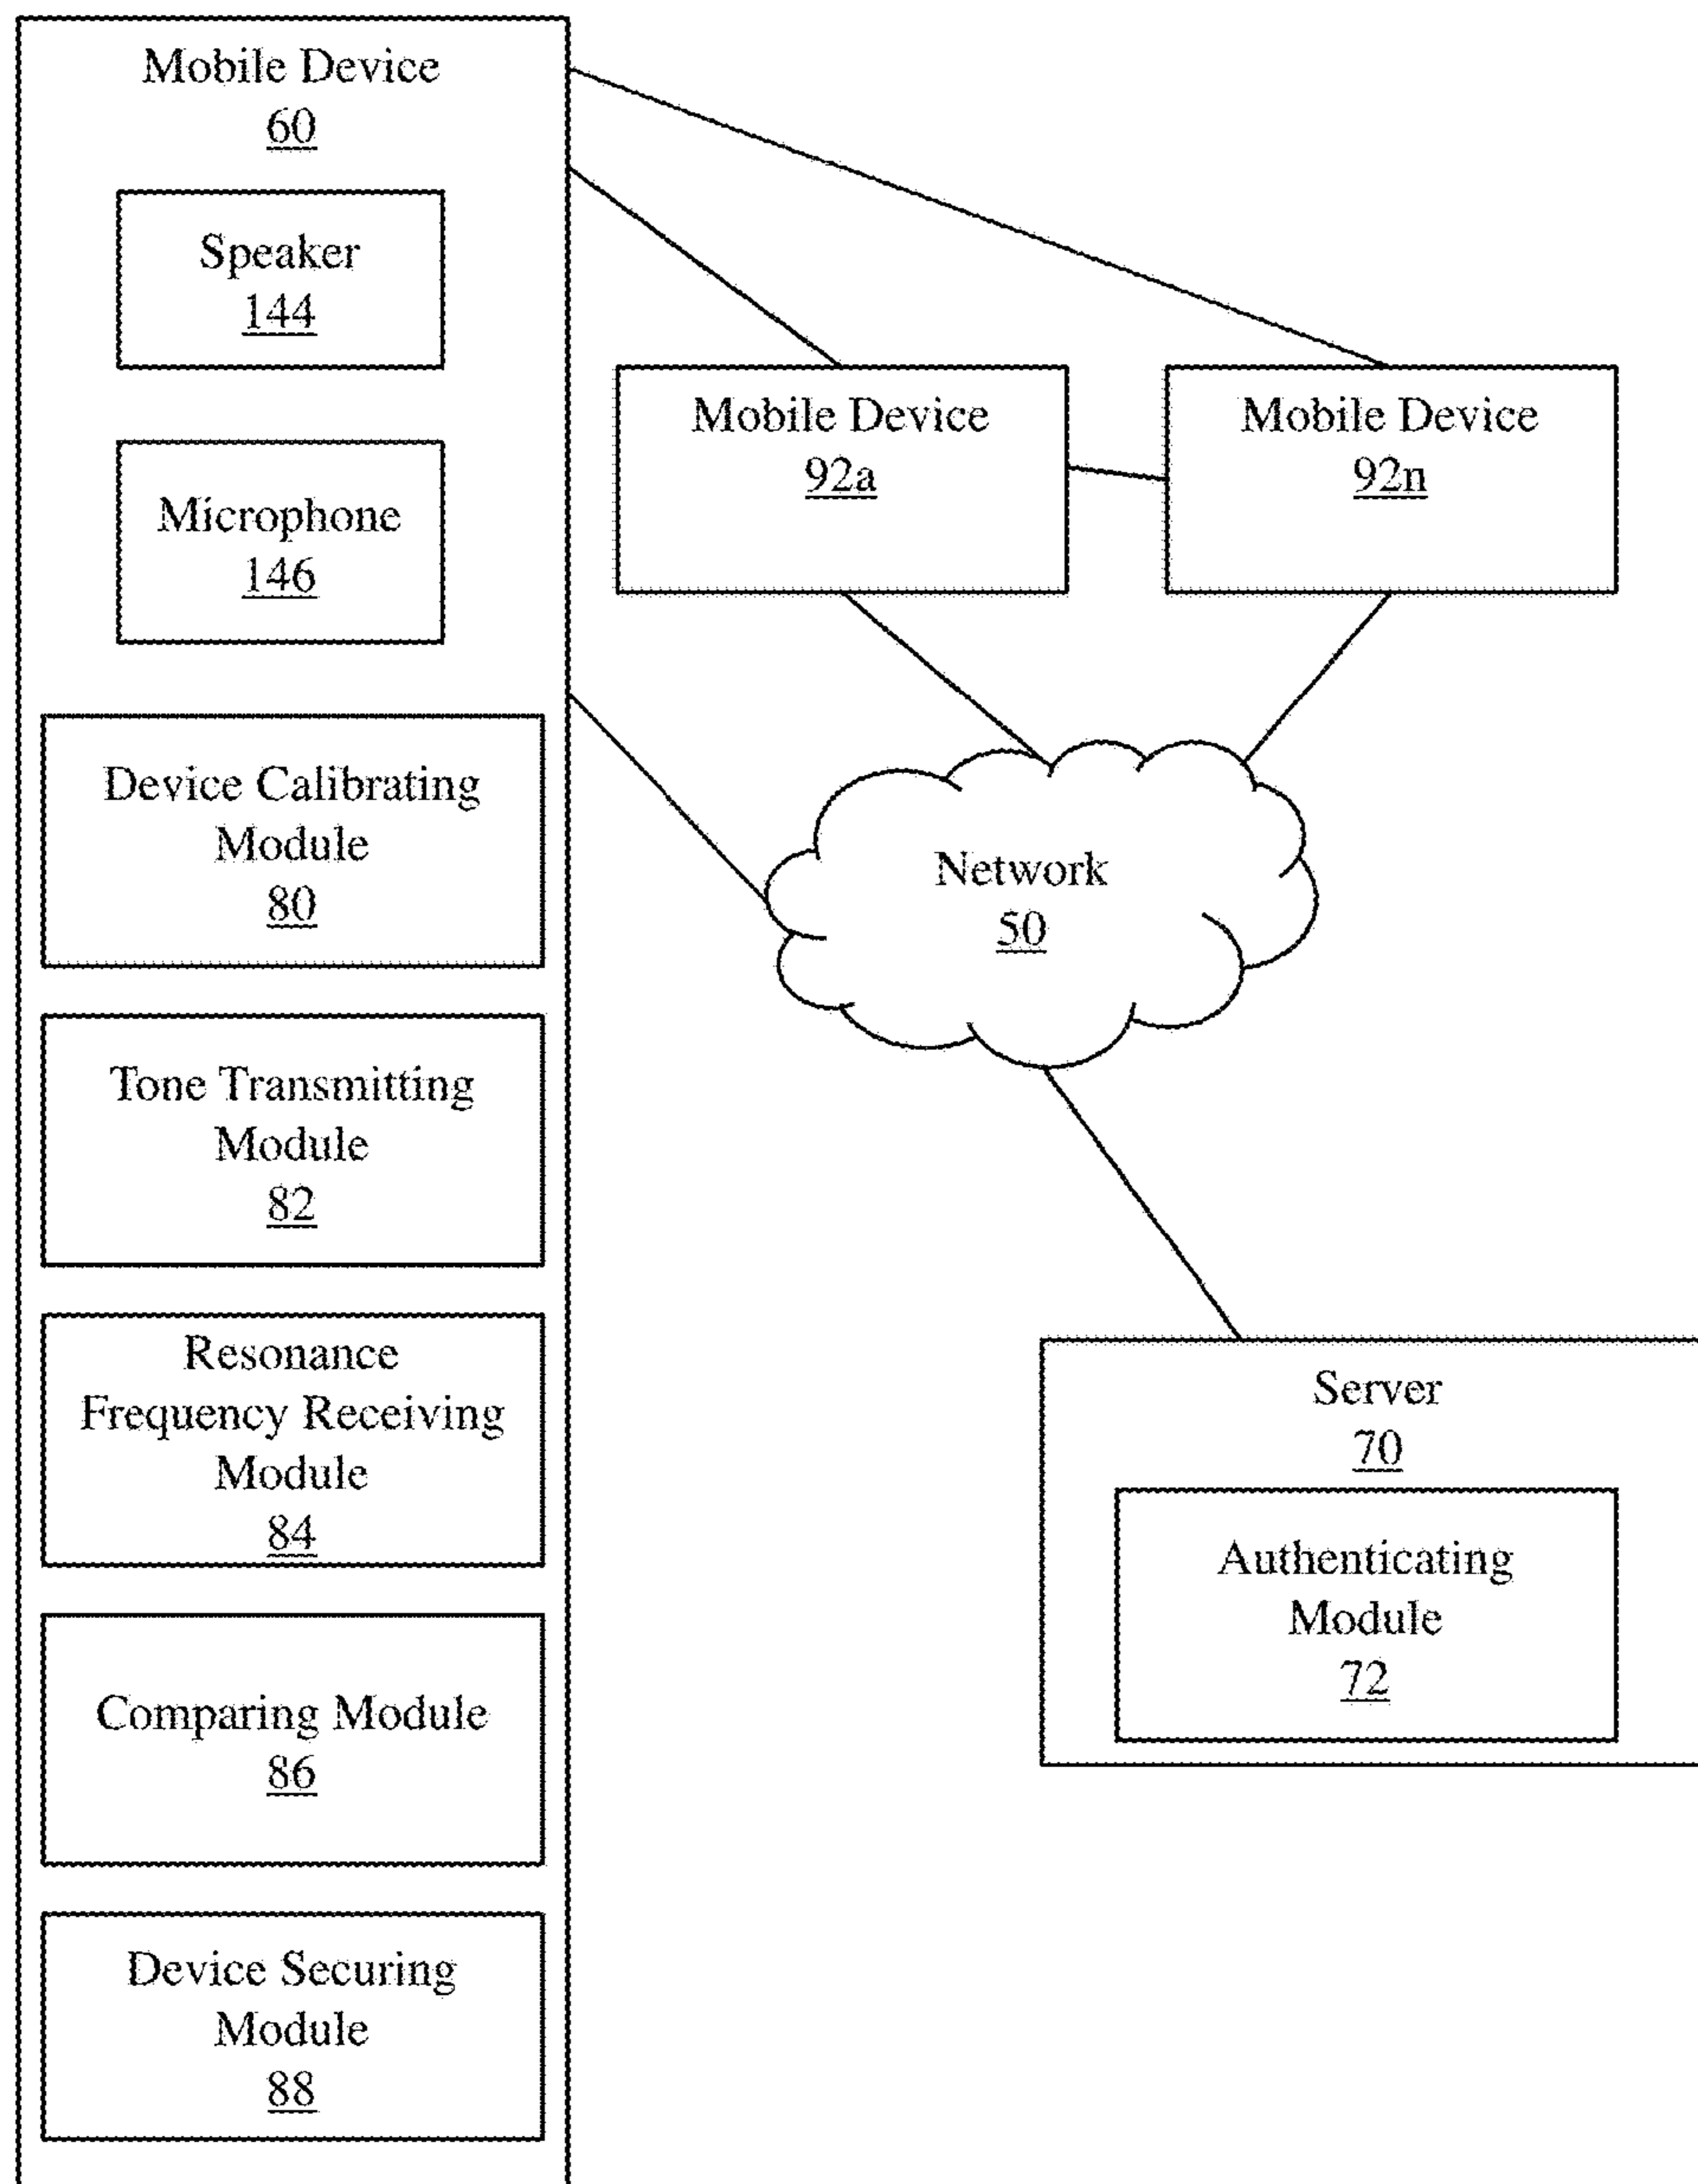 Mobile Device
60
Speaker
144
Microphone
146
Device Calibrating
Module
80
Tone Transmitting
Module
82
Resonance
Frequency Receiving
Module
84
Comparing Module
86
Device Securing
Module
88
Mobile Device
92a
Mobile Device
92n
Network
50
Server
70
Authenticating
Module
72